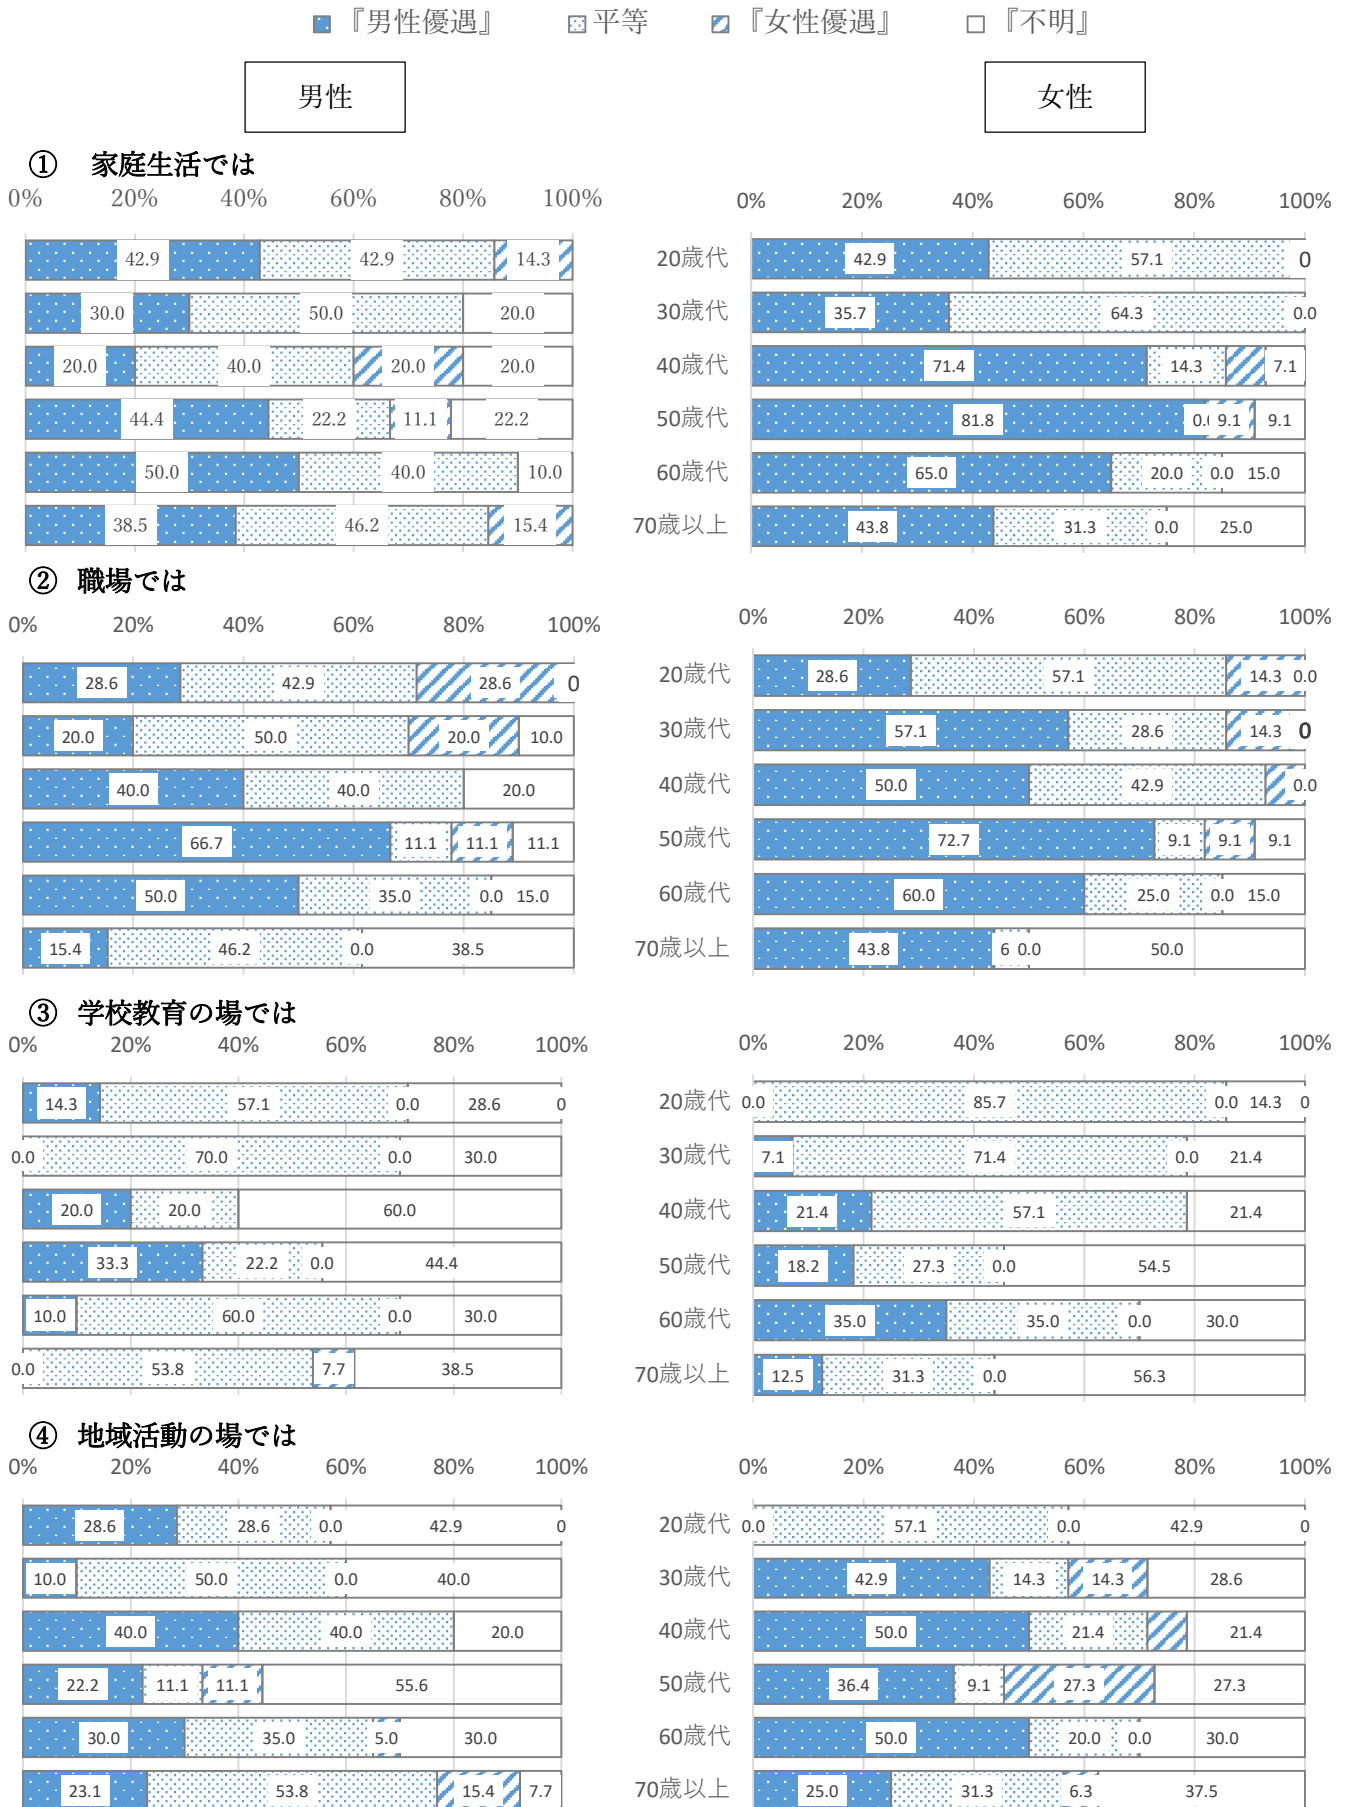 『男性優遇』 平等 『女性優遇』 『不明』
男性 女性
① 家庭生活では
0% 20% 40% 60% 80% 100% 0% 20% 40% 60% 80% 100%
42.9 42.9 14.3 20歳代 42.9 57.1 0
30.0 50.0 20.0 30歳代 35.7 64.3 0.0
20.0 40.0 20.0 20.0 40歳代 71.4 14.3 7.1
44.4 22.2 11.1 22.2 50歳代 81.8 0.0 9.1 9.1
50.0 40.0 10.0 60歳代 65.0 20.0 0.0 15.0
38.5 46.2 15.4 70歳以上 43.8 31.3 0.0 25.0
② 職場では
0% 20% 40% 60% 80% 100% 0% 20% 40% 60% 80% 100%
28.6 42.9 28.6 0 20歳代 28.6 57.1 14.3 0.0
20.0 50.0 20.0 10.0 30歳代 57.1 28.6 14.3 0
40.0 40.0 20.0 40歳代 50.0 42.9 0.0
66.7 11.1 11.1 11.1 50歳代 72.7 9.1 9.1 9.1
50.0 35.0 0.0 15.0 60歳代 60.0 25.0 0.0 15.0
15.4 46.2 0.0 38.5 70歳以上 43.8 6 0.0 50.0
③ 学校教育の場では
0% 20% 40% 60% 80% 100% 0% 20% 40% 60% 80% 100%
14.3 57.1 0.0 28.6 0 20歳代 0.0 85.7 0.0 14.3 0
0.0 70.0 0.0 30.0 30歳代 7.1 71.4 0.0 21.4
20.0 20.0 60.0 40歳代 21.4 57.1 21.4
33.3 22.2 0.0 44.4 50歳代 18.2 27.3 0.0 54.5
10.0 60.0 0.0 30.0 60歳代 35.0 35.0 0.0 30.0
0.0 53.8 7.7 38.5 70歳以上 12.5 31.3 0.0 56.3
④ 地域活動の場では
0% 20% 40% 60% 80% 100% 0% 20% 40% 60% 80% 100%
28.6 28.6 0.0 42.9 0 20歳代 0.0 57.1 0.0 42.9 0
10.0 50.0 0.0 40.0 30歳代 42.9 14.3 14.3 28.6
40.0 40.0 20.0 40歳代 50.0 21.4 21.4
22.2 11.1 11.1 55.6 50歳代 36.4 9.1 27.3 27.3
30.0 35.0 5.0 30.0 60歳代 50.0 20.0 0.0 30.0
23.1 53.8 15.4 7.7 70歳以上 25.0 31.3 6.3 37.5